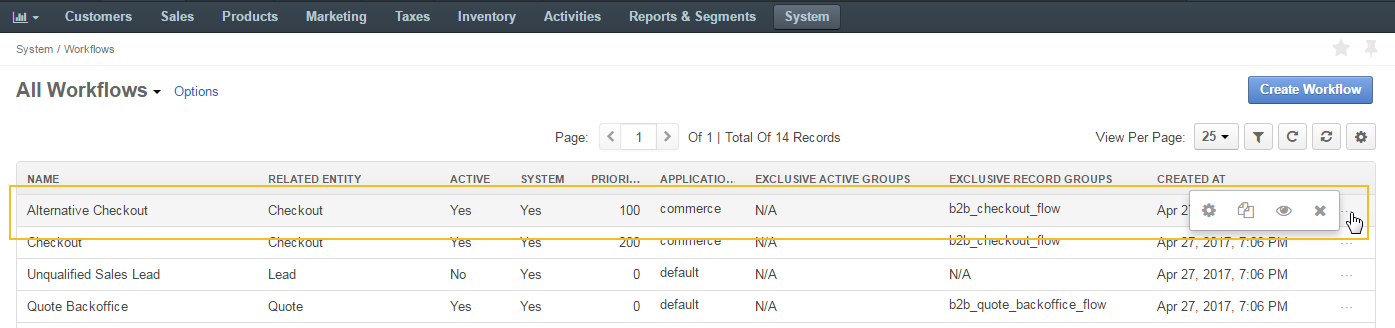 Customers Sales Products Marketing Taxes Inventory Activities Reports & Segments System
System / Workflows
All Workflows Options Create Workflow
Page: 1 Of 1 | Total Of 14 Records View Per Page: 25
NAME RELATED ENTITY ACTIVE SYSTEM PRIORI... APPLICATIO... EXCLUSIVE ACTIVE GROUPS EXCLUSIVE RECORD GROUPS CREATED AT
Alternative Checkout Checkout Yes Yes 100 commerce N/A b2b_checkout_flow Apr 27 ...
Checkout Checkout Yes Yes 200 commerce N/A b2b_checkout_flow Apr 27, 2017, 7:06 PM ...
Unqualified Sales Lead Lead No Yes 0 default N/A N/A Apr 27, 2017, 7:06 PM ...
Quote Backoffice Quote Yes Yes 0 default N/A b2b_quote_backoffice_flow Apr 27, 2017, 7:06 PM ...